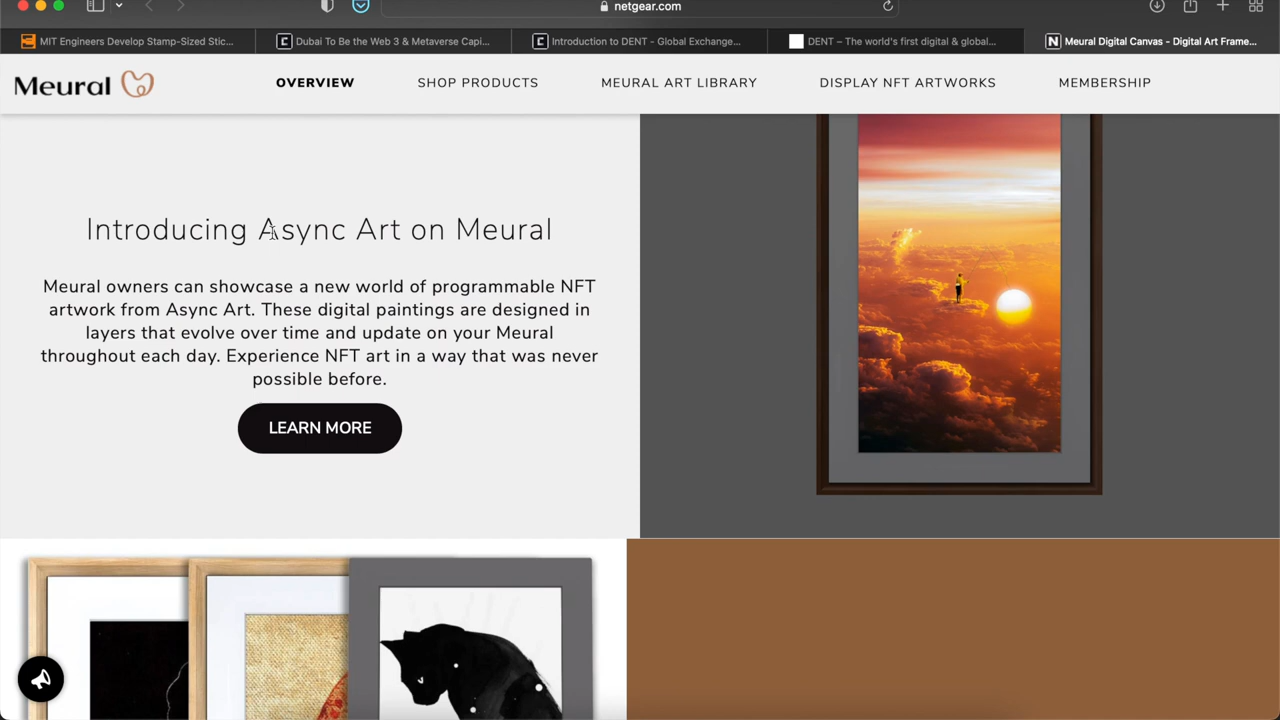 netgear.com
MIT Engineers Develop Stamp-Sized Stic...
Dubai To Be the Web 3 & Metaverse Capi...
Introduction to DENT - Global Exchange...
DENT – The world's first digital & global...
Meural Digital Canvas - Digital Art Frame...
Meural
OVERVIEW
SHOP PRODUCTS
MEURAL ART LIBRARY
DISPLAY NFT ARTWORKS
MEMBERSHIP
Introducing Async Art on Meural
Meural owners can showcase a new world of programmable NFT
artwork from Async Art. These digital paintings are designed in
layers that evolve over time and update on your Meural
throughout each day. Experience NFT art in a way that was never
possible before.
LEARN MORE